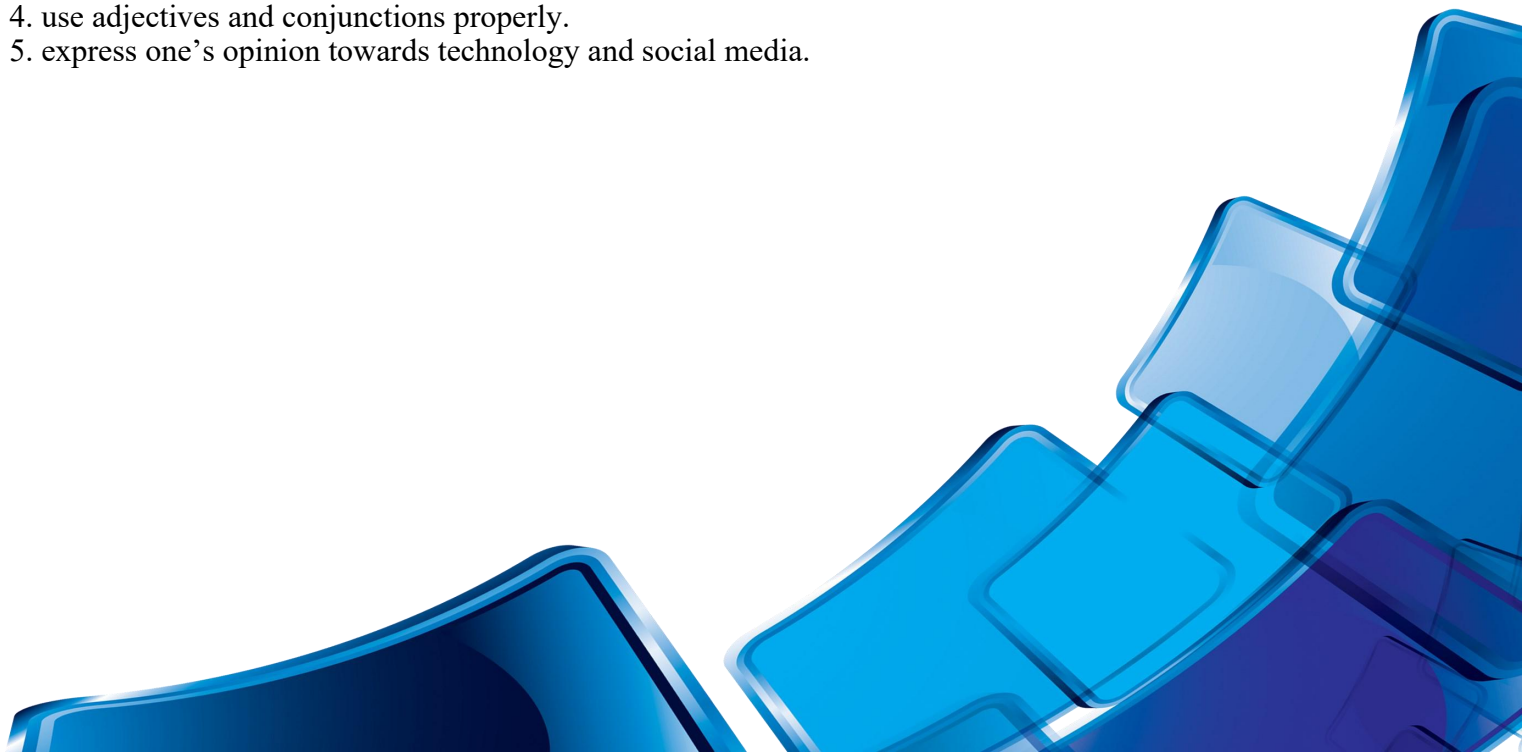 4. use adjectives and conjunctions properly.
5. express one’s opinion towards technology and social media.